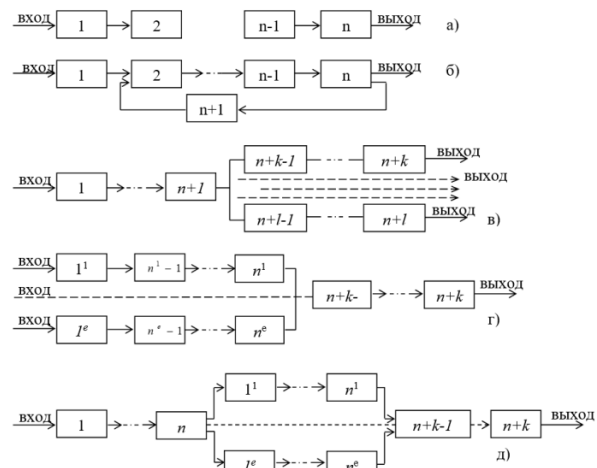 ВХОД 1 2 n-1 n ВЫХОД а)
ВХОД 1 2 n-1 n ВЫХОД б)
n+1
n+k-1 n+k ВЫХОД
ВХОД 1 n+1 ВЫХОД
n+l-1 n+l ВЫХОД в)
ВХОД 1¹ n¹ − 1 n¹
ВХОД n+k- n+k ВЫХОД г)
ВХОД 1ᵉ nᵉ − 1 nᵉ
1¹ n¹
ВХОД 1 n n+k-1 n+k ВЫХОД
1ᵉ nᵉ д)